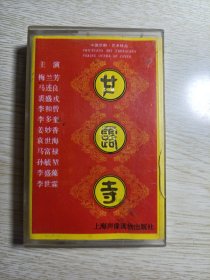 主演
梅兰芳
马连良
裘盛戎
李和曾
李多奎
姜妙香
袁世海
马富禄
孙毓堃
李盛藻
李世霖
甘露寺
上海声像读物出版社